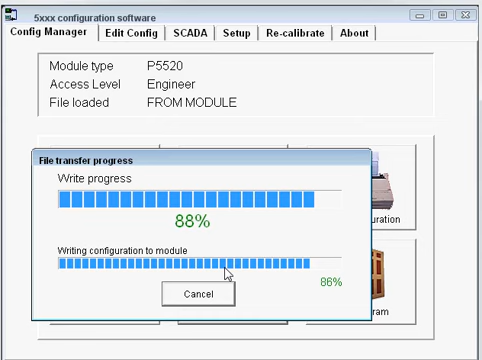 5xxx configuration software
Config Manager Edit Config SCADA Setup Re-calibrate About
Module type P5520
Access Level Engineer
File loaded FROM MODULE
File transfer progress
Write progress
88%
Writing configuration to module
86%
Cancel
uration
ram